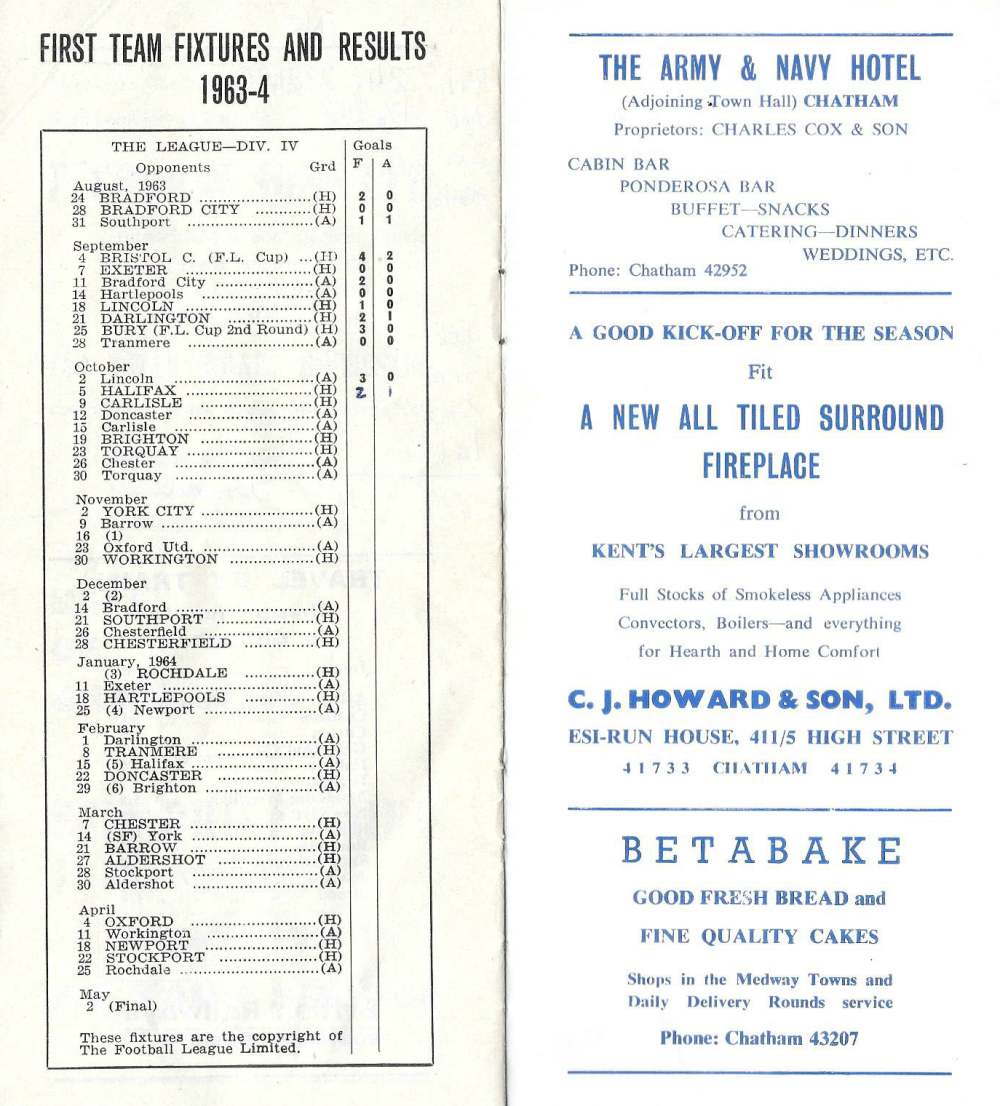 FIRST TEAM FIXTURES AND RESULTS
1963-4
THE LEAGUE—DIV. IV Goals
Opponents Grd F A
August, 1963
24 BRADFORD (H) 2 0
28 BRADFORD CITY (H) 0 0
31 Southport (A) 1 1
September
4 BRISTOL C. (F.L. Cup) (H) 4 2
7 EXETER (H) 0 0
11 Bradford City (A) 2 0
14 Hartlepools (A) 0 0
18 LINCOLN (H) 1 0
21 DARLINGTON (H) 2 1
25 BURY (F.L. Cup 2nd Round) (H) 3 0
28 Tranmere (A) 0 0
October
2 Lincoln (A) 3 0
5 HALIFAX (H) 2 1
9 CARLISLE (H)
12 Doncaster (A)
15 Carlisle (A)
19 BRIGHTON (H)
23 TORQUAY (H)
26 Chester (A)
30 Torquay (A)
November
2 YORK CITY (H)
9 Barrow (A)
16 (1)
23 Oxford Utd. (A)
30 WORKINGTON (H)
December
2 (2)
14 Bradford (A)
21 SOUTHPORT (H)
26 Chesterfield (A)
28 CHESTERFIELD (H)
January, 1964
(3) ROCHDALE (H)
11 Exeter (A)
18 HARTLEPOOLS (H)
25 (4) Newport (A)
February
1 Darlington (A)
8 TRANMERE (H)
15 (5) Halifax (A)
22 DONCASTER (H)
29 (6) Brighton (A)
March
7 CHESTER (H)
14 (SF) York (A)
21 BARROW (H)
27 ALDERSHOT (H)
28 Stockport (A)
30 Aldershot (A)
April
4 OXFORD (H)
11 Workington (A)
18 NEWPORT (H)
22 STOCKPORT (H)
25 Rochdale (A)
May
2 (Final)
These fixtures are the copyright of
The Football League Limited.
THE ARMY & NAVY HOTEL
(Adjoining Town Hall) CHATHAM
Proprietors: CHARLES COX & SON
CABIN BAR
PONDEROSA BAR
BUFFET—SNACKS
CATERING—DINNERS
WEDDINGS, ETC.
Phone: Chatham 42952
A GOOD KICK-OFF FOR THE SEASON
Fit
A NEW ALL TILED SURROUND
FIREPLACE
from
KENT'S LARGEST SHOWROOMS
Full Stocks of Smokeless Appliances
Convectors, Boilers—and everything
for Hearth and Home Comfort
C. J. HOWARD & SON, LTD.
ESI-RUN HOUSE, 411/5 HIGH STREET
41733 CHATHAM 41734
BETABAKE
GOOD FRESH BREAD and
FINE QUALITY CAKES
Shops in the Medway Towns and
Daily Delivery Rounds service
Phone: Chatham 43207